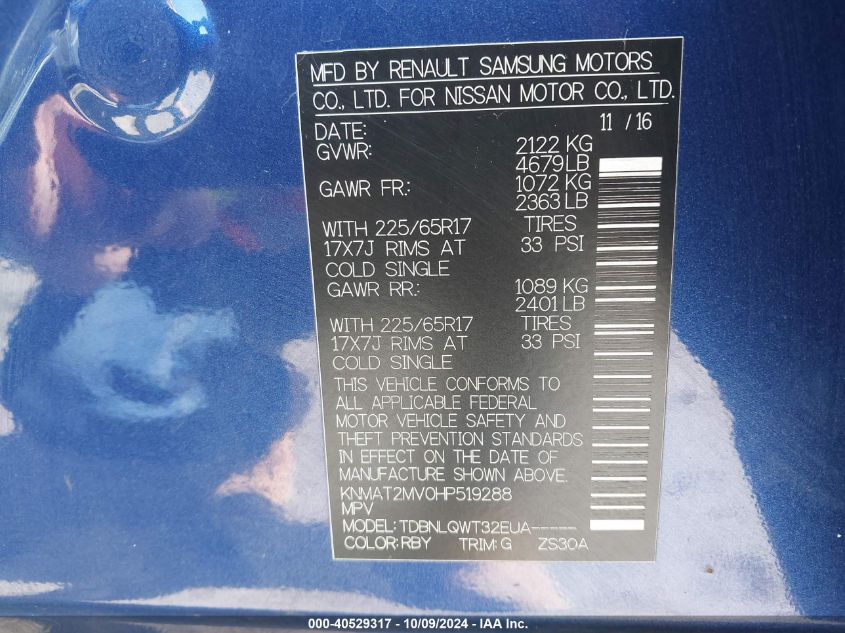 MFD BY RENAULT SAMSUNG MOTORS
CO., LTD. FOR NISSAN MOTOR CO., LTD.
DATE: 11 / 16
GVWR: 2122 KG
4679 LB
GAWR FR: 1072 KG
2363 LB
WITH 225/65R17 TIRES
17X7J RIMS AT 33 PSI
COLD SINGLE
GAWR RR: 1089 KG
2401 LB
WITH 225/65R17 TIRES
17X7J RIMS AT 33 PSI
COLD SINGLE
THIS VEHICLE CONFORMS TO
ALL APPLICABLE FEDERAL
MOTOR VEHICLE SAFETY AND
THEFT PREVENTION STANDARDS
IN EFFECT ON THE DATE OF
MANUFACTURE SHOWN ABOVE.
KNMAT2MV0HP519288
MPV
MODEL: TDBNLQWT32EUA-----
COLOR: RBY TRIM: G ZS30A
000-40529317 - 10/09/2024 - IAA Inc.